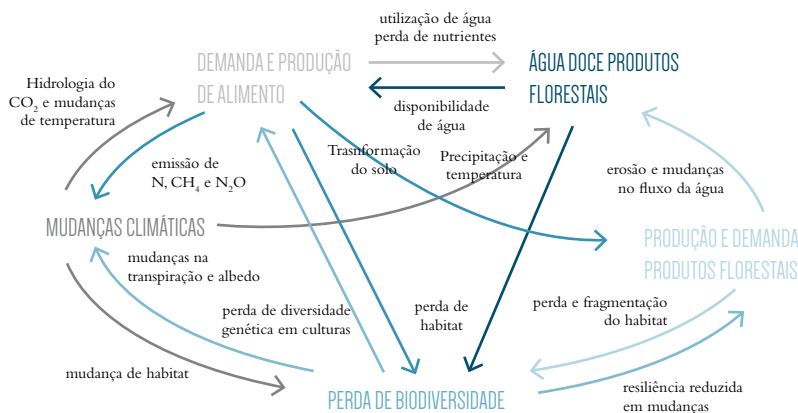 utilização de água
perda de nutrientes
DEMANDA E PRODUÇÃO
DE ALIMENTO
ÁGUA DOCE PRODUTOS
FLORESTAIS
Hidrologia do
CO₂ e mudanças
de temperatura
disponibilidade
de água
emissão de
N, CH₄ e N₂O
Trasnformação
do solo
Precipitação e
temperatura
erosão e mudanças
no fluxo da água
MUDANÇAS CLIMÁTICAS
PRODUÇÃO E DEMANDA
PRODUTOS FLORESTAIS
mudanças na
transpiração e albedo
perda de diversidade
genética em culturas
perda de
habitat
perda e fragmentação
do habitat
mudança de habitat
PERDA DE BIODIVERSIDADE
resiliência reduzida
em mudanças